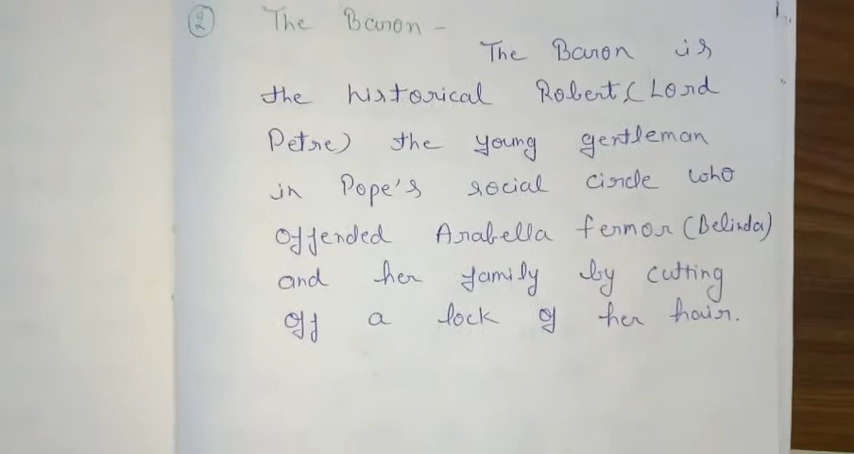 ② The Baron -
The Baron is
the historical Robert (Lord
Petre) the young gentleman
in Pope's social circle who
offended Arabella fermor (Belinda)
and her family by cutting
off a lock of her hair.